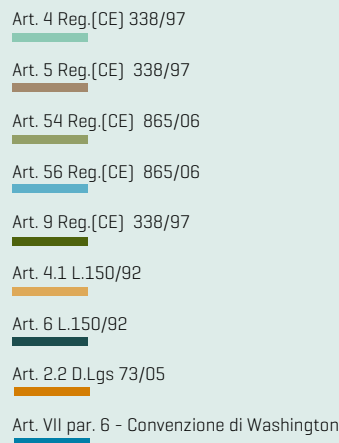 Art. 4 Reg.(CE) 338/97
Art. 5 Reg.(CE) 338/97
Art. 54 Reg.(CE) 865/06
Art. 56 Reg.(CE) 865/06
Art. 9 Reg.(CE) 338/97
Art. 4.1 L.150/92
Art. 6 L.150/92
Art. 2.2 D.Lgs 73/05
Art. VII par. 6 - Convenzione di Washington